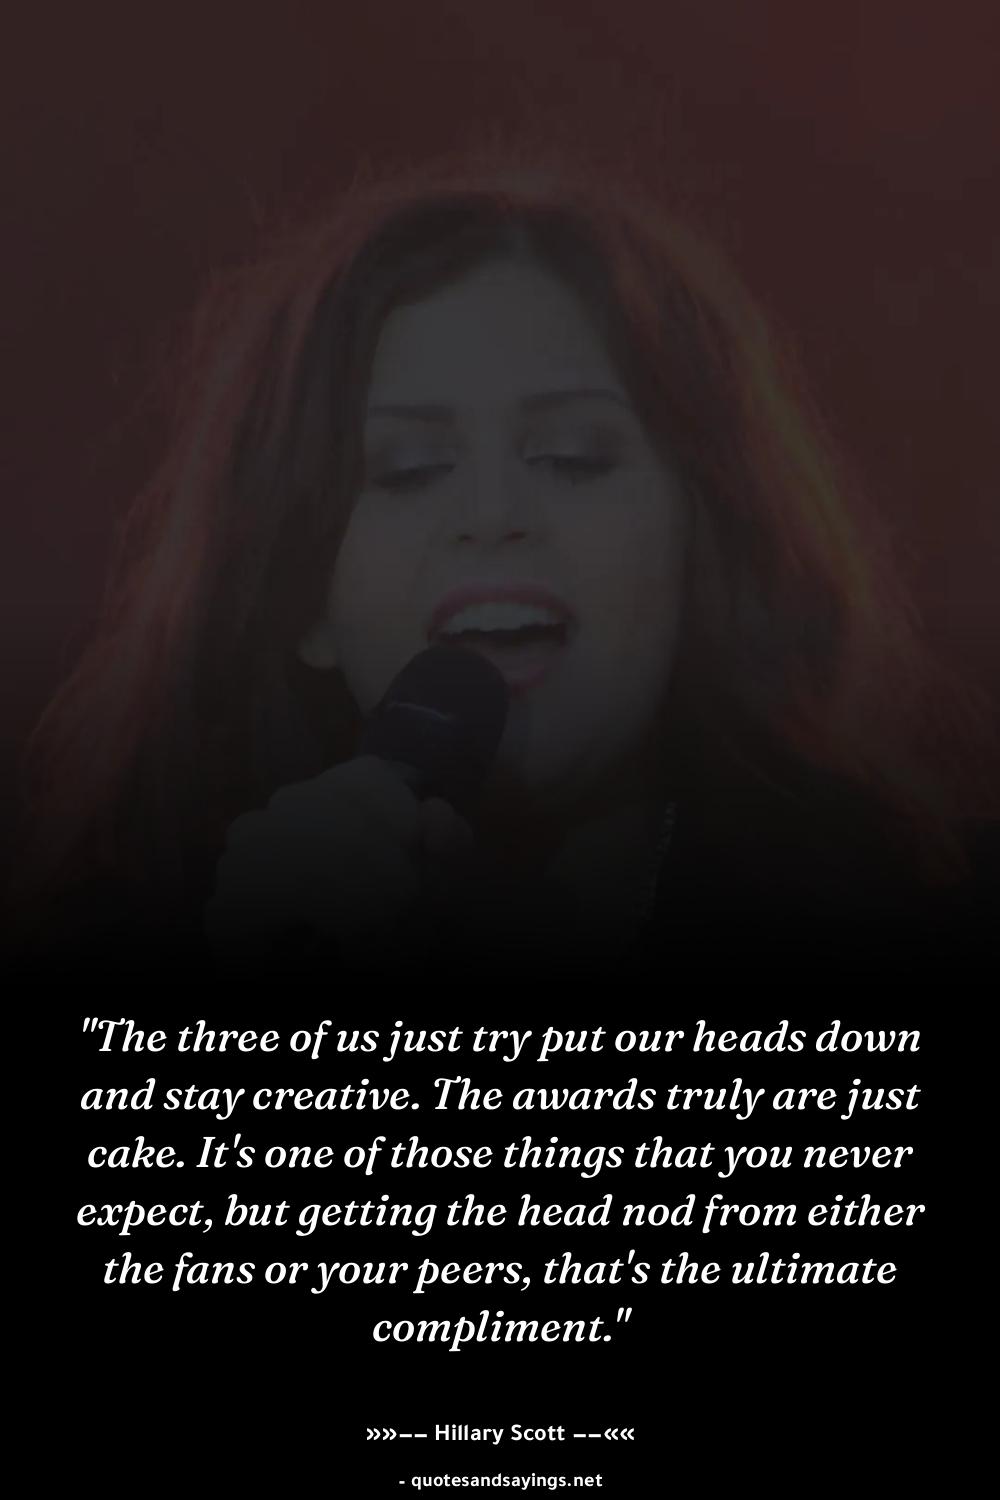 "The three of us just try put our heads down
and stay creative. The awards truly are just
cake. It's one of those things that you never
expect, but getting the head nod from either
the fans or your peers, that's the ultimate
compliment."
»»−− Hillary Scott −−««
- quotesandsayings.net